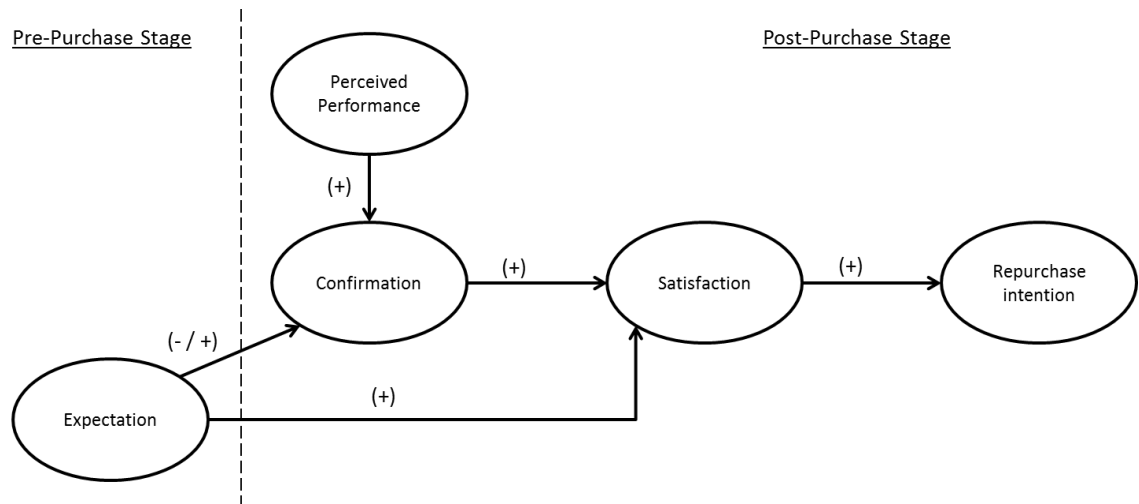 Pre-Purchase Stage
Post-Purchase Stage
Perceived
Performance
(+)
Confirmation
(+)
Satisfaction
(+)
Repurchase
intention
(- / +)
Expectation
(+)